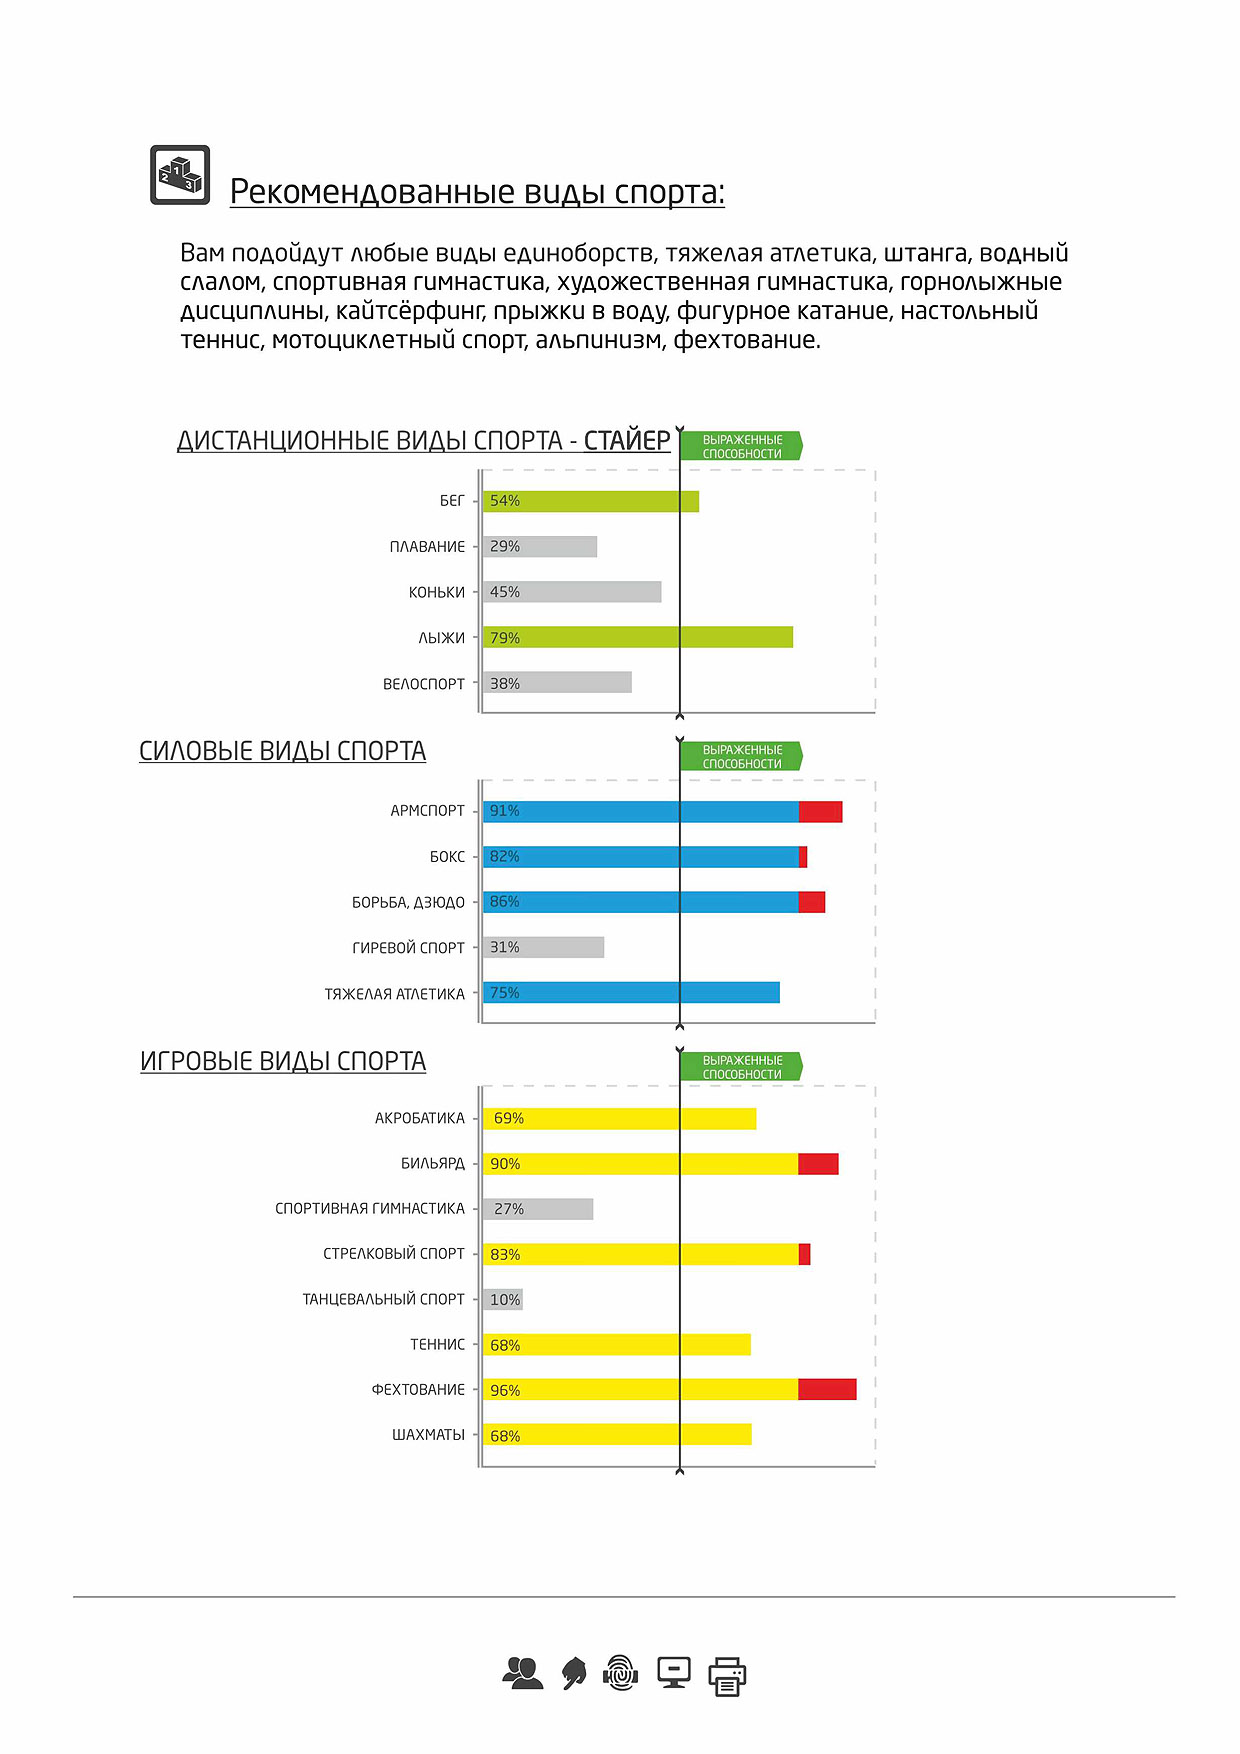 1
2
3
Рекомендованные виды спорта:
Вам подойдут любые виды единоборств, тяжелая атлетика, штанга, водный
слалом, спортивная гимнастика, художественная гимнастика, горнолыжные
дисциплины, кайтсёрфинг, прыжки в воду, фигурное катание, настольный
теннис, мотоциклетный спорт, альпинизм, фехтование.
ДИСТАНЦИОННЫЕ ВИДЫ СПОРТА - СТАЙЕР
ВЫРАЖЕННЫЕ
СПОСОБНОСТИ
БЕГ 54%
ПЛАВАНИЕ 29%
КОНЬКИ 45%
ЛЫЖИ 79%
ВЕЛОСПОРТ 38%
СИЛОВЫЕ ВИДЫ СПОРТА
ВЫРАЖЕННЫЕ
СПОСОБНОСТИ
АРМСПОРТ 91%
БОКС 82%
БОРЬБА, ДЗЮДО 86%
ГИРЕВОЙ СПОРТ 31%
ТЯЖЕЛАЯ АТЛЕТИКА 75%
ИГРОВЫЕ ВИДЫ СПОРТА
ВЫРАЖЕННЫЕ
СПОСОБНОСТИ
АКРОБАТИКА 69%
БИЛЬЯРД 90%
СПОРТИВНАЯ ГИМНАСТИКА 27%
СТРЕЛКОВЫЙ СПОРТ 83%
ТАНЦЕВАЛЬНЫЙ СПОРТ 10%
ТЕННИС 68%
ФЕХТОВАНИЕ 96%
ШАХМАТЫ 68%